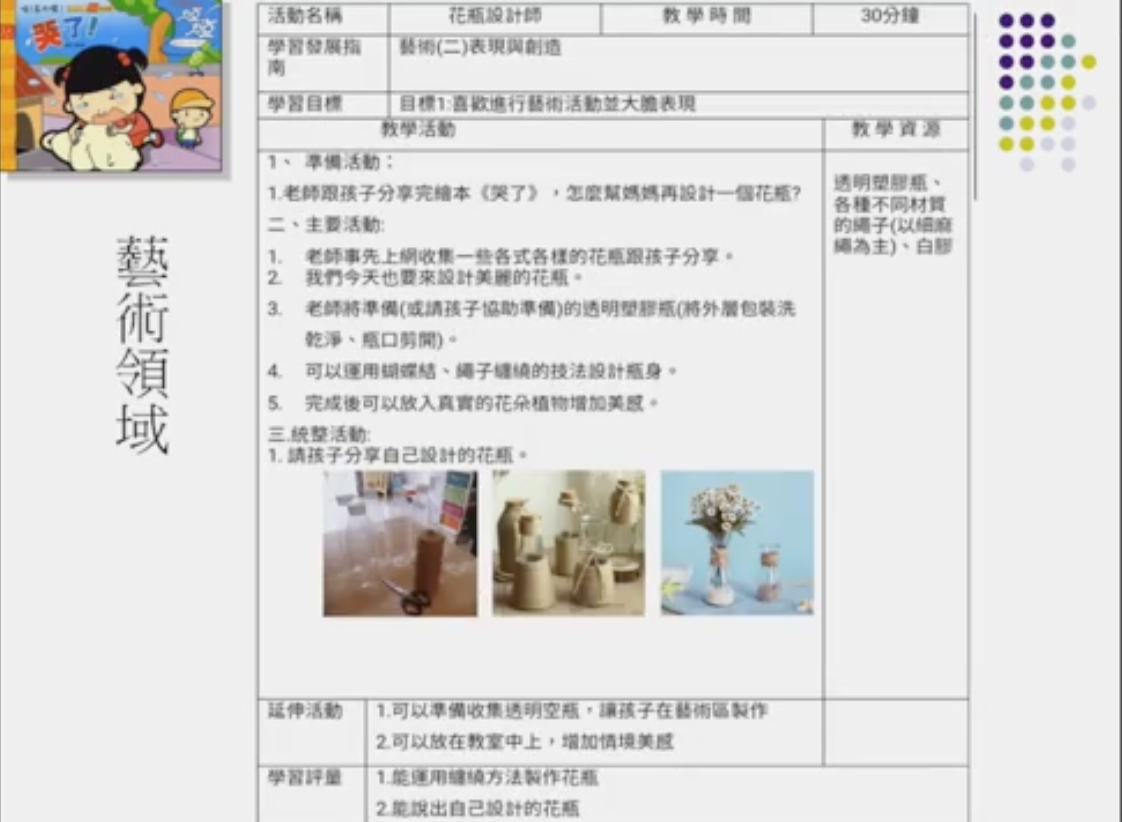 哭了!
活動名稱 花瓶設計師 教學時間 30分鐘
學習發展指
南
藝術(二)表現與創造
學習目標 目標1:喜歡進行藝術活動並大膽表現
教學活動 教學資源
1、 準備活動：
1.老師跟孩子分享完繪本《哭了》，怎麼幫媽媽再設計一個花瓶?
二、主要活動:
1. 老師事先上網收集一些各式各樣的花瓶跟孩子分享。
2. 我們今天也要來設計美麗的花瓶。
3. 老師將準備(或請孩子協助準備)的透明塑膠瓶(將外層包裝洗
乾淨、瓶口剪開)。
4. 可以運用蝴蝶結、繩子纏繞的技法設計瓶身。
5. 完成後可以放入真實的花朵植物增加美感。
三.統整活動:
1. 請孩子分享自己設計的花瓶。
透明塑膠瓶、
各種不同材質
的繩子(以細麻
繩為主)、白膠
藝術領域
延伸活動 1.可以準備收集透明空瓶，讓孩子在藝術區製作
2.可以放在教室中上，增加情境美感
學習評量 1.能運用纏繞方法製作花瓶
2.能說出自己設計的花瓶